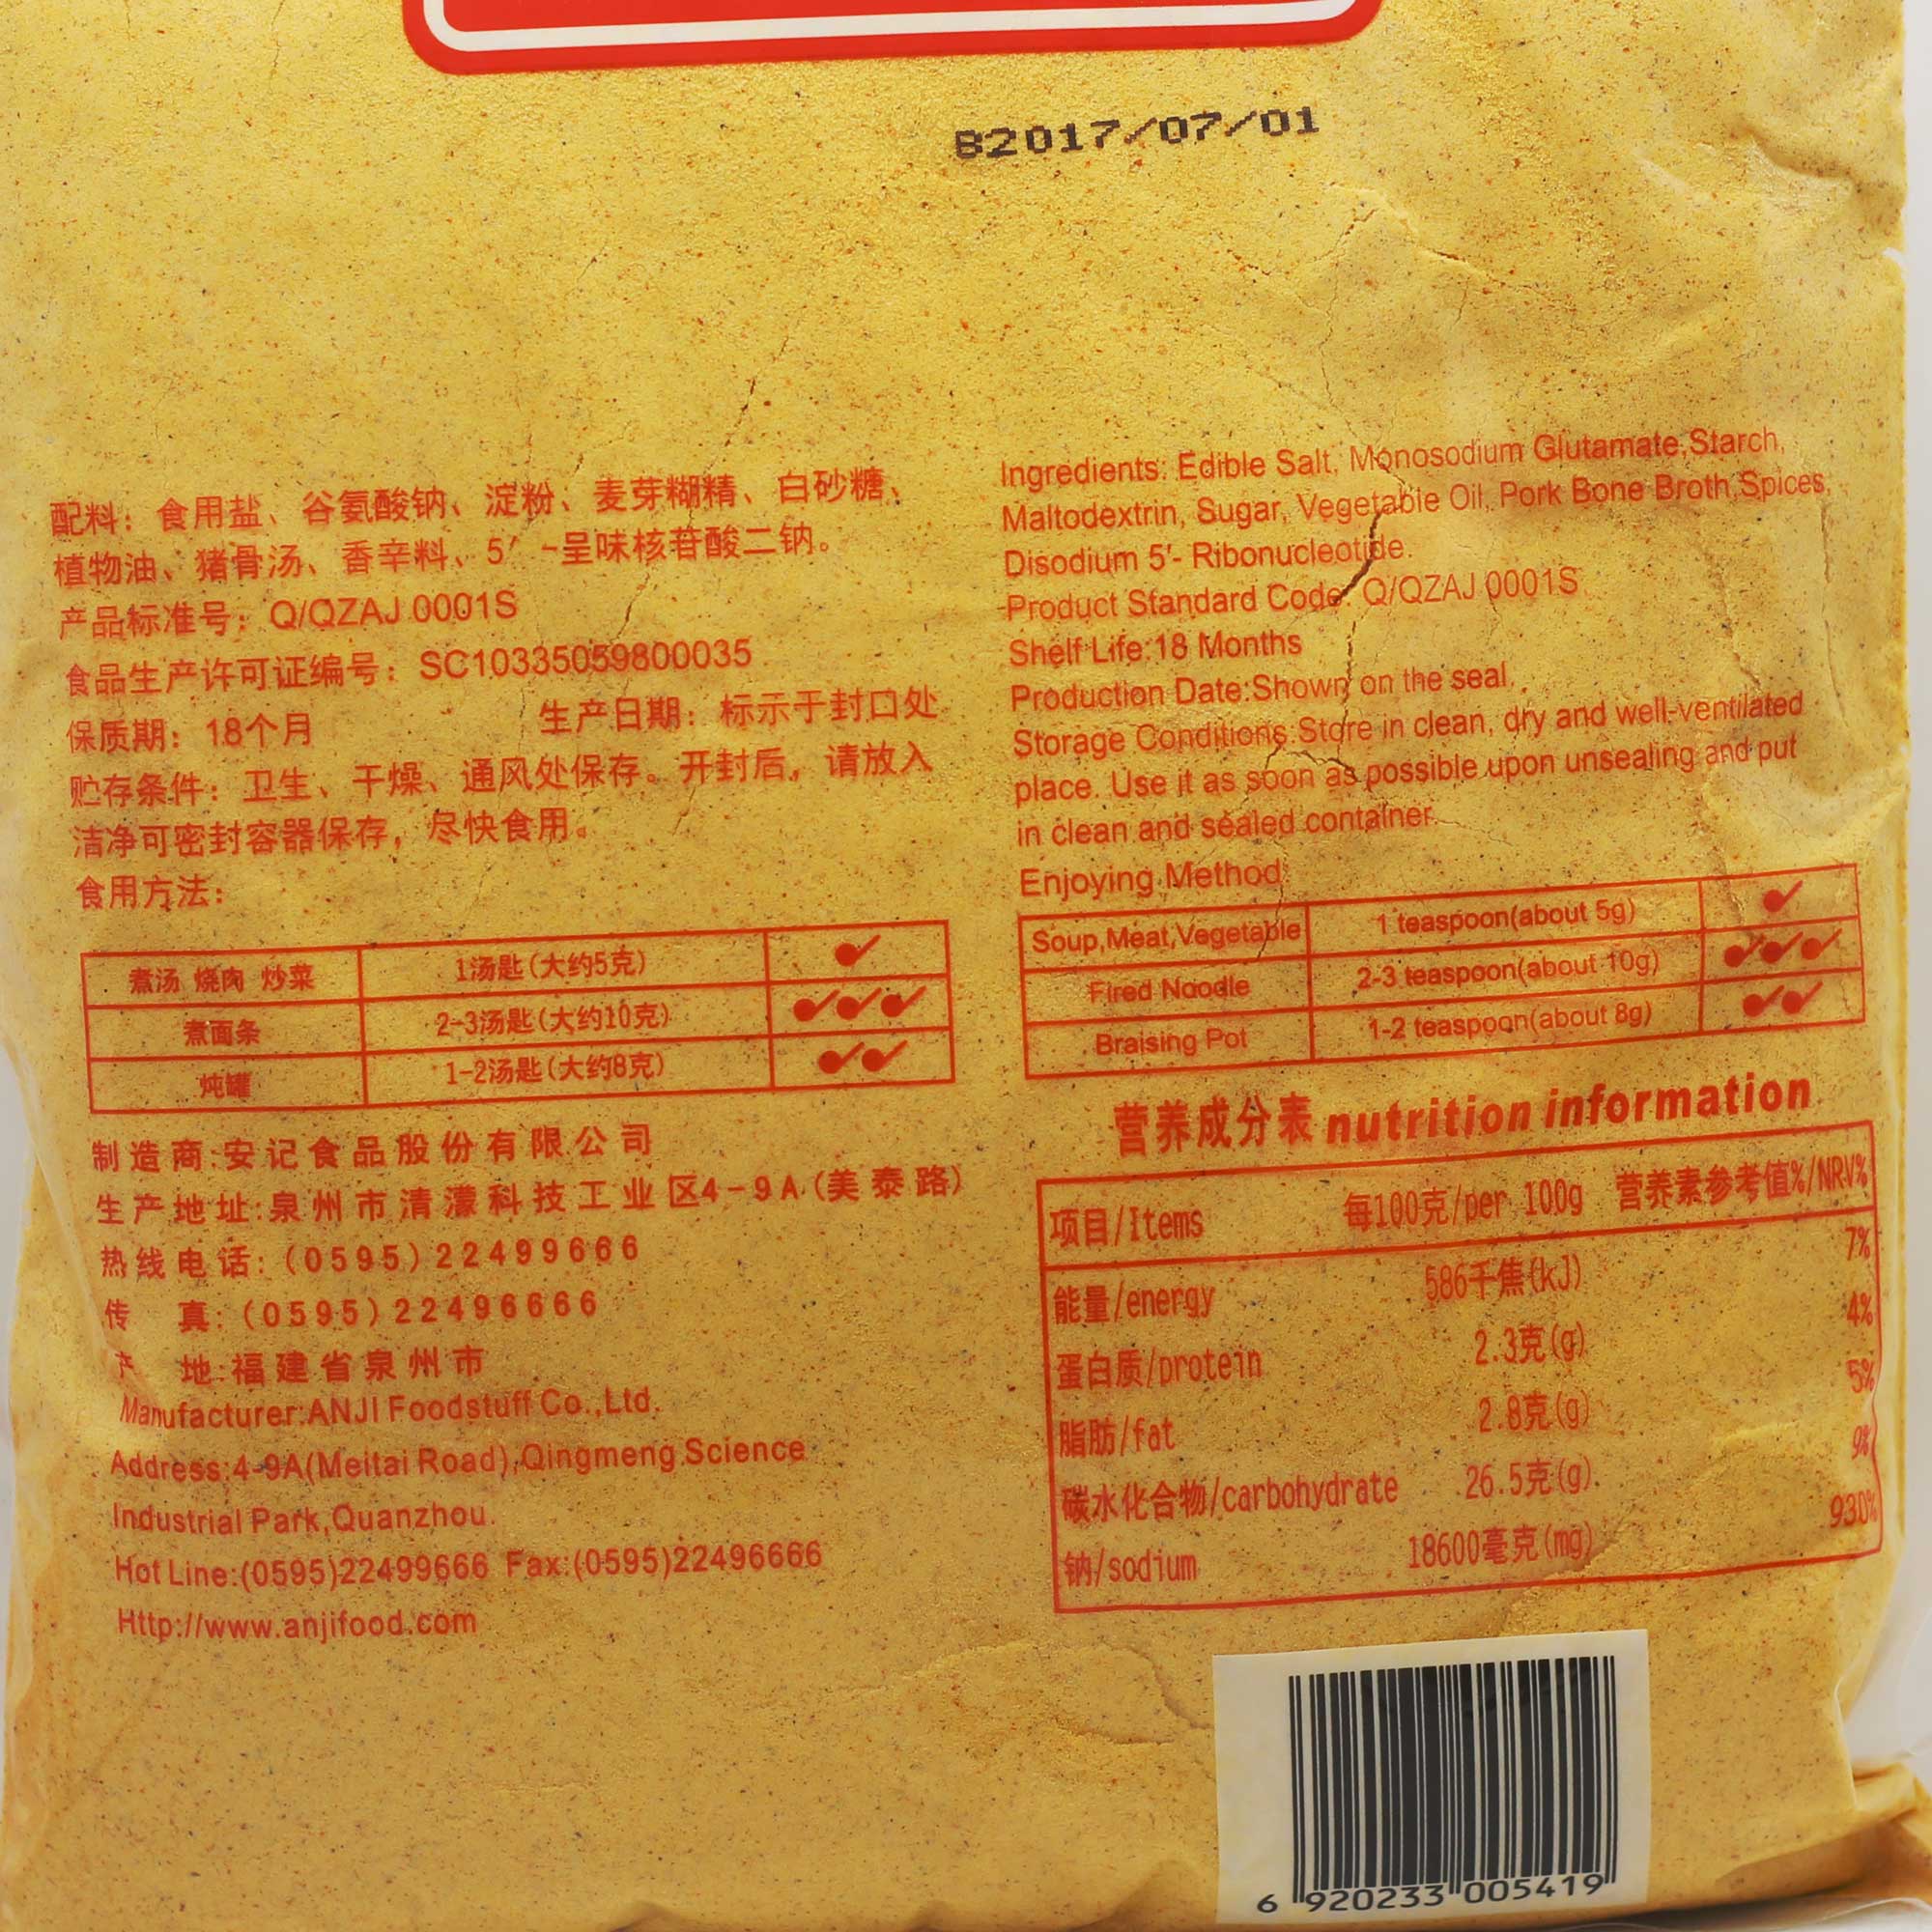 B2017/07/01
配料：食用盐、谷氨酸钠、淀粉、麦芽糊精、白砂糖、
植物油、猪骨汤、香辛料、5′-呈味核苷酸二钠。
产品标准号：Q/QZAJ 0001S
食品生产许可证编号：SC10335059800035
保质期：18个月 生产日期：标示于封口处
贮存条件：卫生、干燥、通风处保存。开封后，请放入
洁净可密封容器保存，尽快食用。
食用方法：
煮汤 烧肉 炒菜 1汤匙(大约5克)
煮面条 2-3汤匙(大约10克)
炖罐 1-2汤匙(大约8克)
制造商:安记食品股份有限公司
生产地址:泉州市清濛科技工业区4-9A(美泰路)
热线电话:(0595)22499666
传 真:(0595)22496666
产 地:福建省泉州市
Manufacturer:ANJI Foodstuff Co.,Ltd.
Address:4-9A(Meitai Road),Qingmeng Science
Industrial Park,Quanzhou.
Hot Line:(0595)22499666 Fax:(0595)22496666
Http://www.anjifood.com
Ingredients: Edible Salt, Monosodium Glutamate,Starch,
Maltodextrin, Sugar, Vegetable Oil, Pork Bone Broth,Spices,
Disodium 5'- Ribonucleotide.
Product Standard Code: Q/QZAJ 0001S
Shelf Life:18 Months
Production Date:Shown on the seal.
Storage Conditions:Store in clean, dry and well-ventilated
place. Use it as soon as possible upon unsealing and put
in clean and sealed container.
Enjoying Method:
Soup,Meat,Vegetable 1 teaspoon(about 5g)
Fired Noodle 2-3 teaspoon(about 10g)
Braising Pot 1-2 teaspoon(about 8g)
营养成分表 nutrition information
项目/Items 每100克/per 100g 营养素参考值%/NRV%
能量/energy 586千焦(kJ) 7%
蛋白质/protein 2.3克(g) 4%
脂肪/fat 2.8克(g) 5%
碳水化合物/carbohydrate 26.5克(g) 9%
钠/sodium 18600毫克(mg) 930%
6 920233 005419